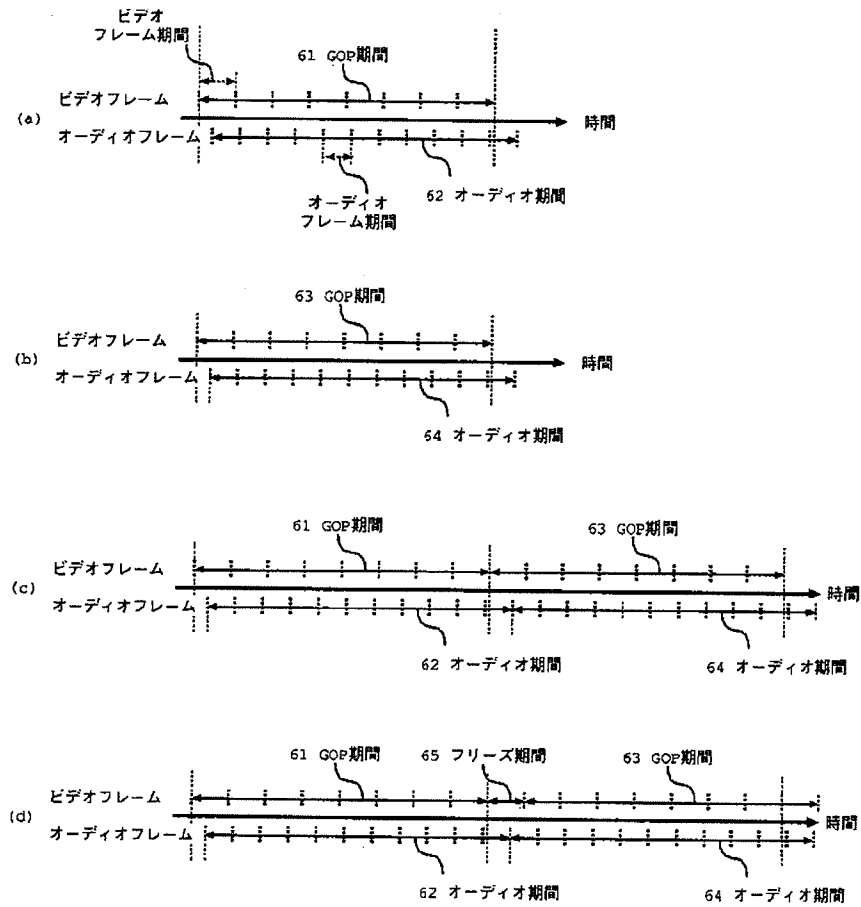 ビデオ
フレーム期間
61 GOP期間
ビデオフレーム
(a)
時間
オーディオフレーム
オーディオ
フレーム期間
62 オーディオ期間
63 GOP期間
ビデオフレーム
(b)
時間
オーディオフレーム
64 オーディオ期間
61 GOP期間
63 GOP期間
ビデオフレーム
(c)
時間
オーディオフレーム
62 オーディオ期間
64 オーディオ期間
61 GOP期間
65 フリーズ期間
63 GOP期間
ビデオフレーム
(d)
時間
オーディオフレーム
62 オーディオ期間
64 オーディオ期間